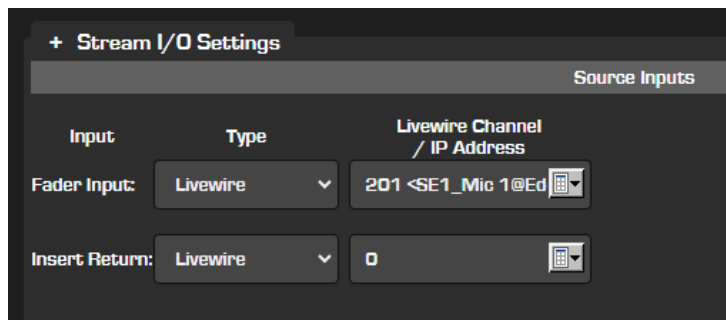 + Stream I/O Settings
Source Inputs
Input Type Livewire Channel
/ IP Address
Fader Input: Livewire 201 <SE1_Mic 1@Ed
Insert Return: Livewire 0